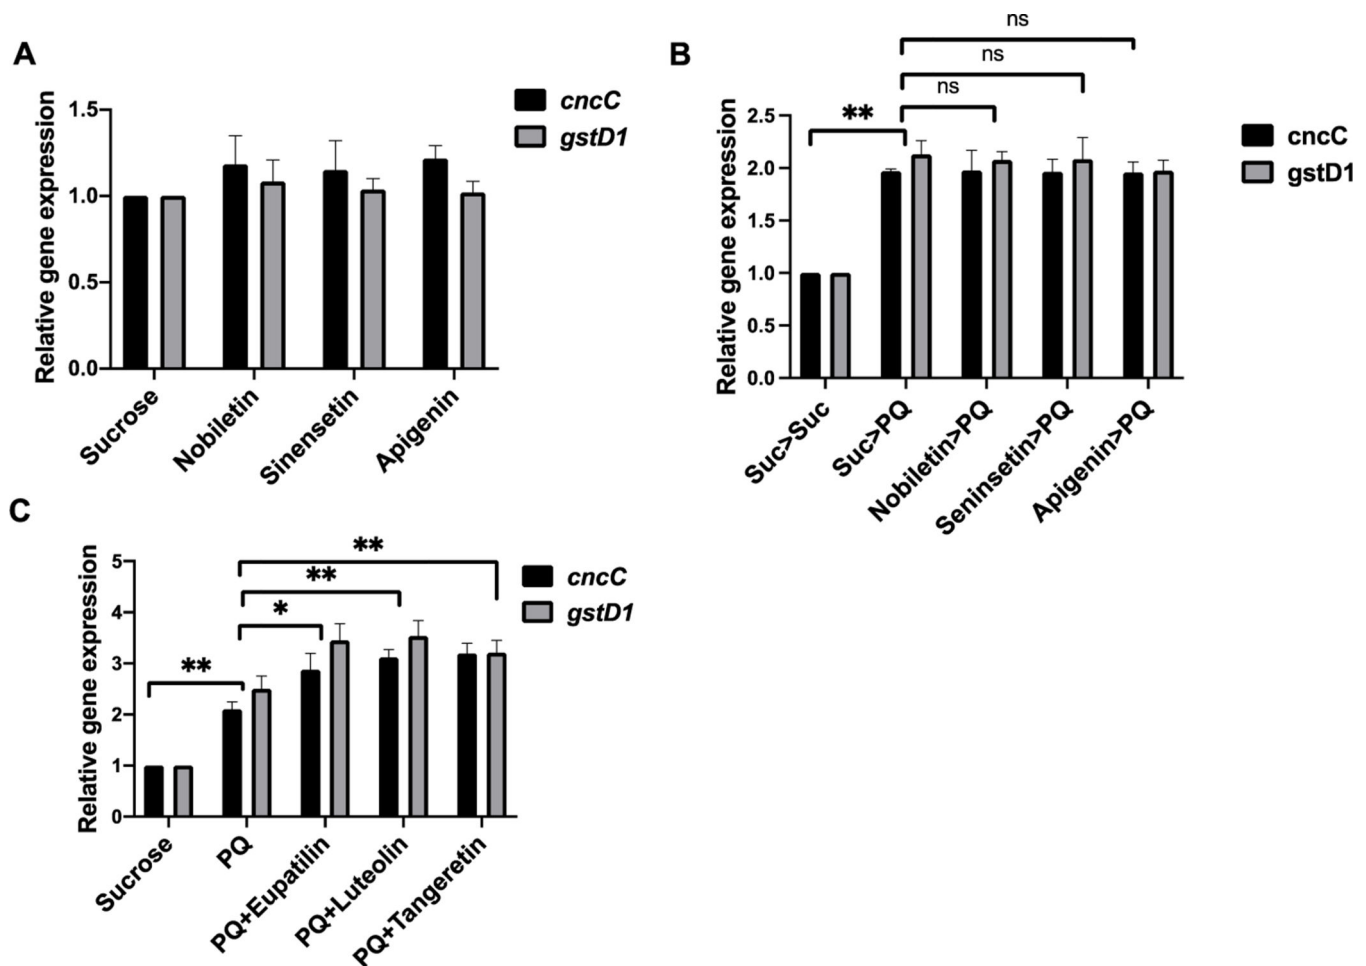 A
Relative gene expression
1.5
1.0
0.5
0.0
Sucrose
Nobiletin
Sinensetin
Apigenin
cncC
gstD1
B
Relative gene expression
2.5
2.0
1.5
1.0
0.5
0.0
**
ns
ns
ns
Suc>Suc
Suc>PQ
Nobiletin>PQ
Seninsetin>PQ
Apigenin>PQ
cncC
gstD1
C
Relative gene expression
5
4
3
2
1
0
**
*
**
**
Sucrose
PQ
PQ+Eupatilin
PQ+Luteolin
PQ+Tangeretin
cncC
gstD1